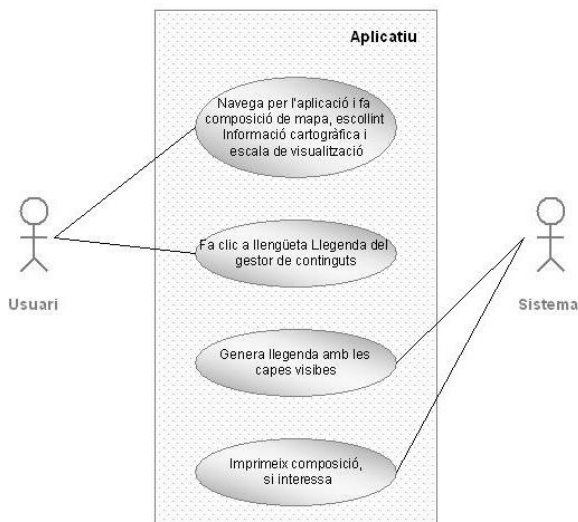 Aplicatiu
Navega per l'aplicació i fa
composició de mapa, escollint
Informació cartogràfica i
escala de visualització
Fa clic a llengüeta Llegenda del
gestor de continguts
Usuari
Sistema
Genera llegenda amb les
capes visibes
Imprimeix composició,
si interessa